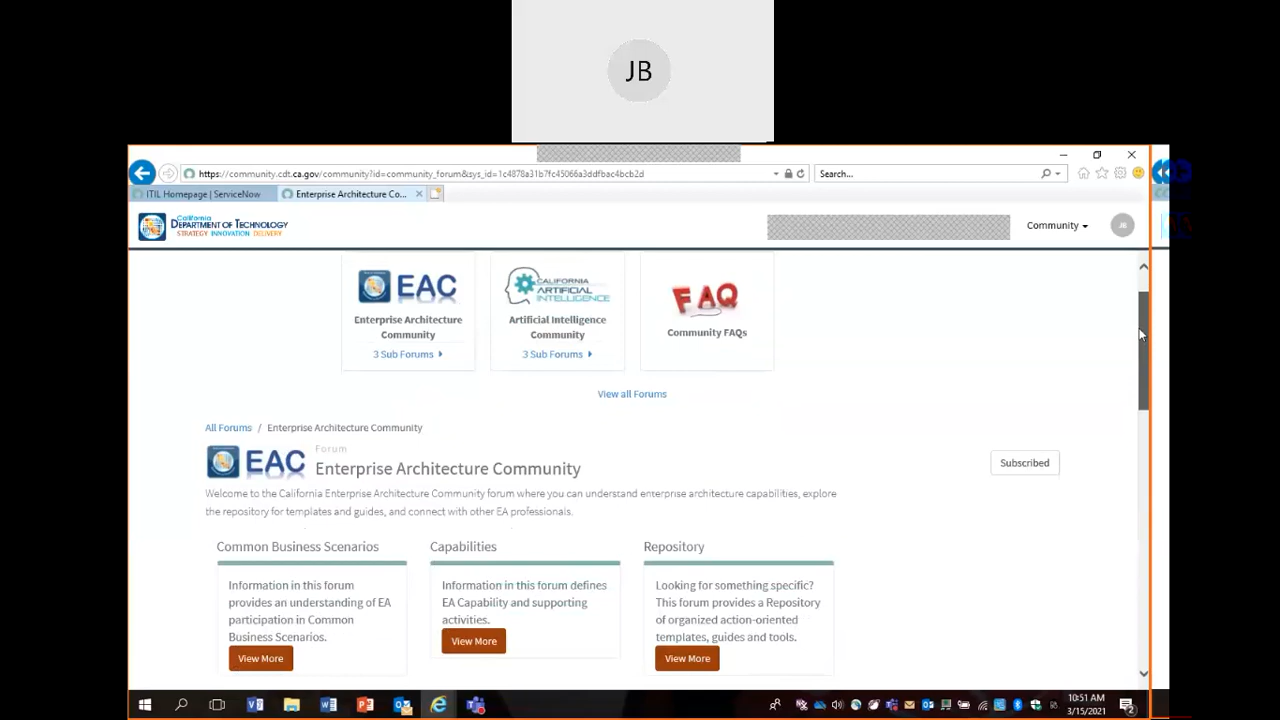 JB
https://community.cdt.ca.gov/community?id=community_forum&sys_id=1c4878a31b7fc45066a3ddfbac4bcb2d
Search...
ITIL Homepage | ServiceNow
Enterprise Architecture Co...
California
DEPARTMENT OF TECHNOLOGY
STRATEGY INNOVATION DELIVERY
Community
JB
EAC
Enterprise Architecture
Community
3 Sub Forums
CALIFORNIA
ARTIFICIAL
INTELLIGENCE
Artificial Intelligence
Community
3 Sub Forums
FAQ
Community FAQs
View all Forums
All Forums / Enterprise Architecture Community
EAC
Forum
Enterprise Architecture Community
Subscribed
Welcome to the California Enterprise Architecture Community forum where you can understand enterprise architecture capabilities, explore
the repository for templates and guides, and connect with other EA professionals.
Common Business Scenarios
Information in this forum
provides an understanding of EA
participation in Common
Business Scenarios.
View More
Capabilities
Information in this forum defines
EA Capability and supporting
activities.
View More
Repository
Looking for something specific?
This forum provides a Repository
of organized action-oriented
templates, guides and tools.
View More
10:51 AM
3/15/2021